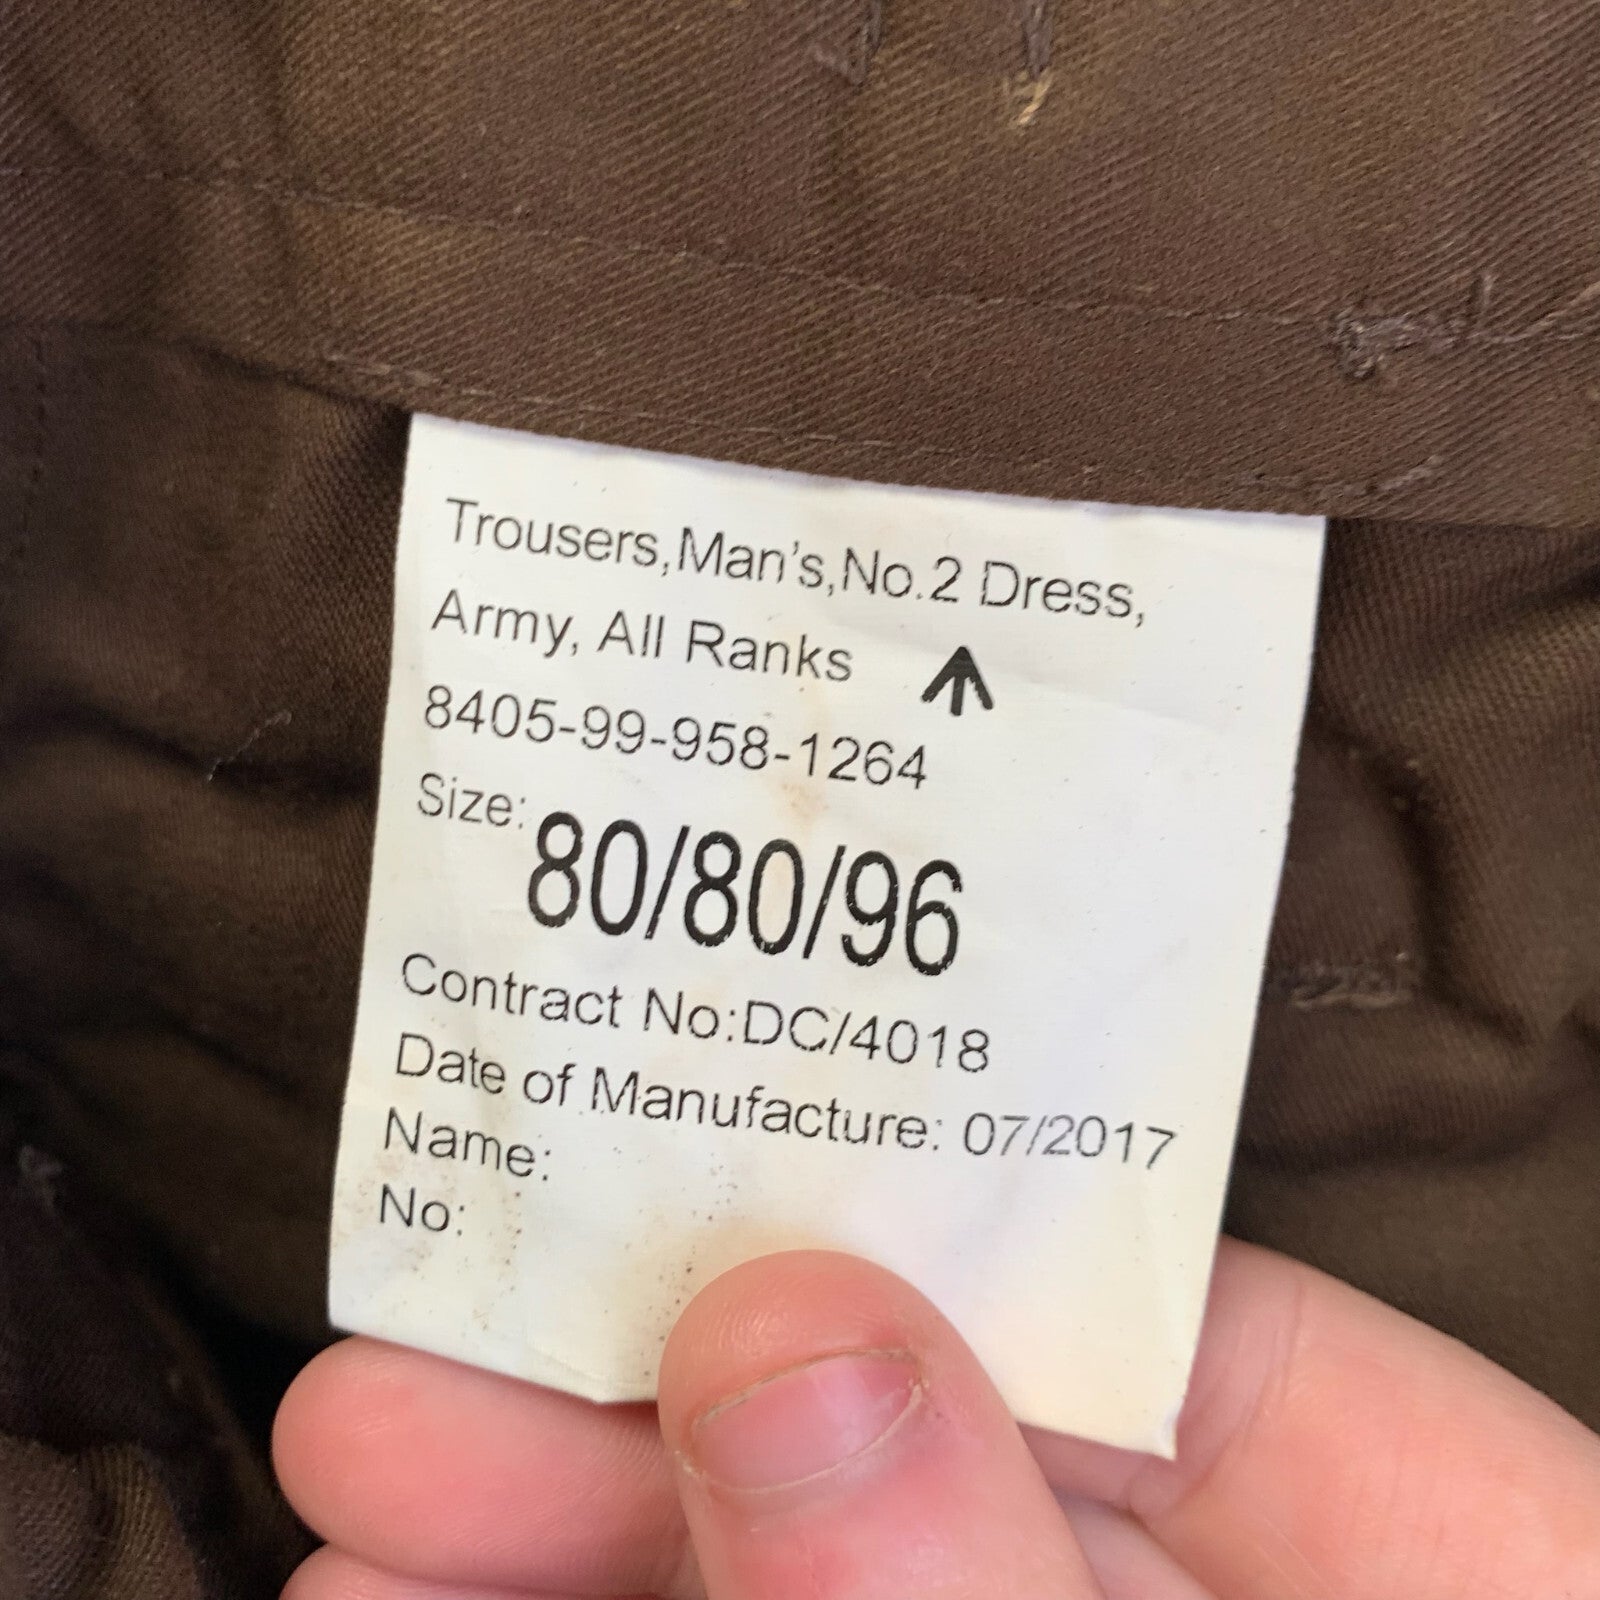 Trousers,Man's,No.2 Dress,
Army, All Ranks
8405-99-958-1264
Size: 80/80/96
Contract No:DC/4018
Date of Manufacture: 07/2017
Name:
No: